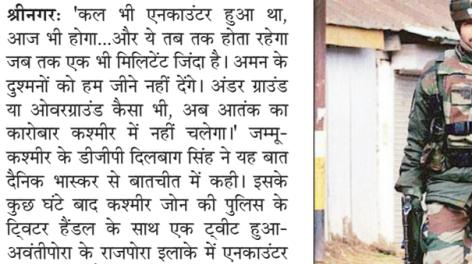 श्रीनगर: 'कल भी एनकाउंटर हुआ था,
आज भी होगा...और ये तब तक होता रहेगा
जब तक एक भी मिलिटेंट जिंदा है। अमन के
दुश्मनों को हम जीने नहीं देंगे। अंडर ग्राउंड
या ओवरग्राउंड कैसा भी, अब आतंक का
कारोबार कश्मीर में नहीं चलेगा।' जम्मू-
कश्मीर के डीजीपी दिलबाग सिंह ने यह बात
दैनिक भास्कर से बातचीत में कही। इसके
कुछ घंटे बाद कश्मीर जोन की पुलिस के
ट्विटर हैंडल के साथ एक ट्वीट हुआ-
अवंतीपोरा के राजपोरा इलाके में एनकाउंटर